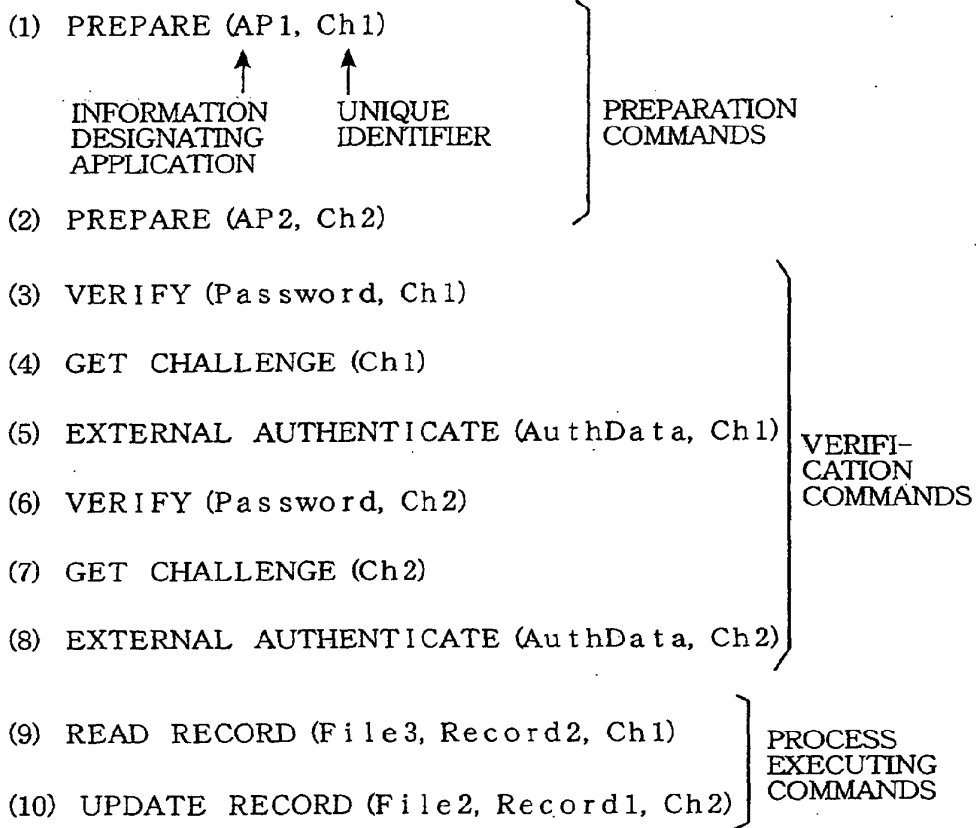 (1) PREPARE (AP1, Ch1)
INFORMATION DESIGNATING APPLICATION
UNIQUE IDENTIFIER
PREPARATION COMMANDS
(2) PREPARE (AP2, Ch2)
(3) VERIFY (Password, Ch1)
(4) GET CHALLENGE (Ch1)
(5) EXTERNAL AUTHENTICATE (AuthData, Ch1)
(6) VERIFY (Password, Ch2)
(7) GET CHALLENGE (Ch2)
(8) EXTERNAL AUTHENTICATE (AuthData, Ch2)
VERIFI-
CATION
COMMANDS
(9) READ RECORD (File3, Record2, Ch1)
(10) UPDATE RECORD (File2, Record1, Ch2)
PROCESS
EXECUTING
COMMANDS